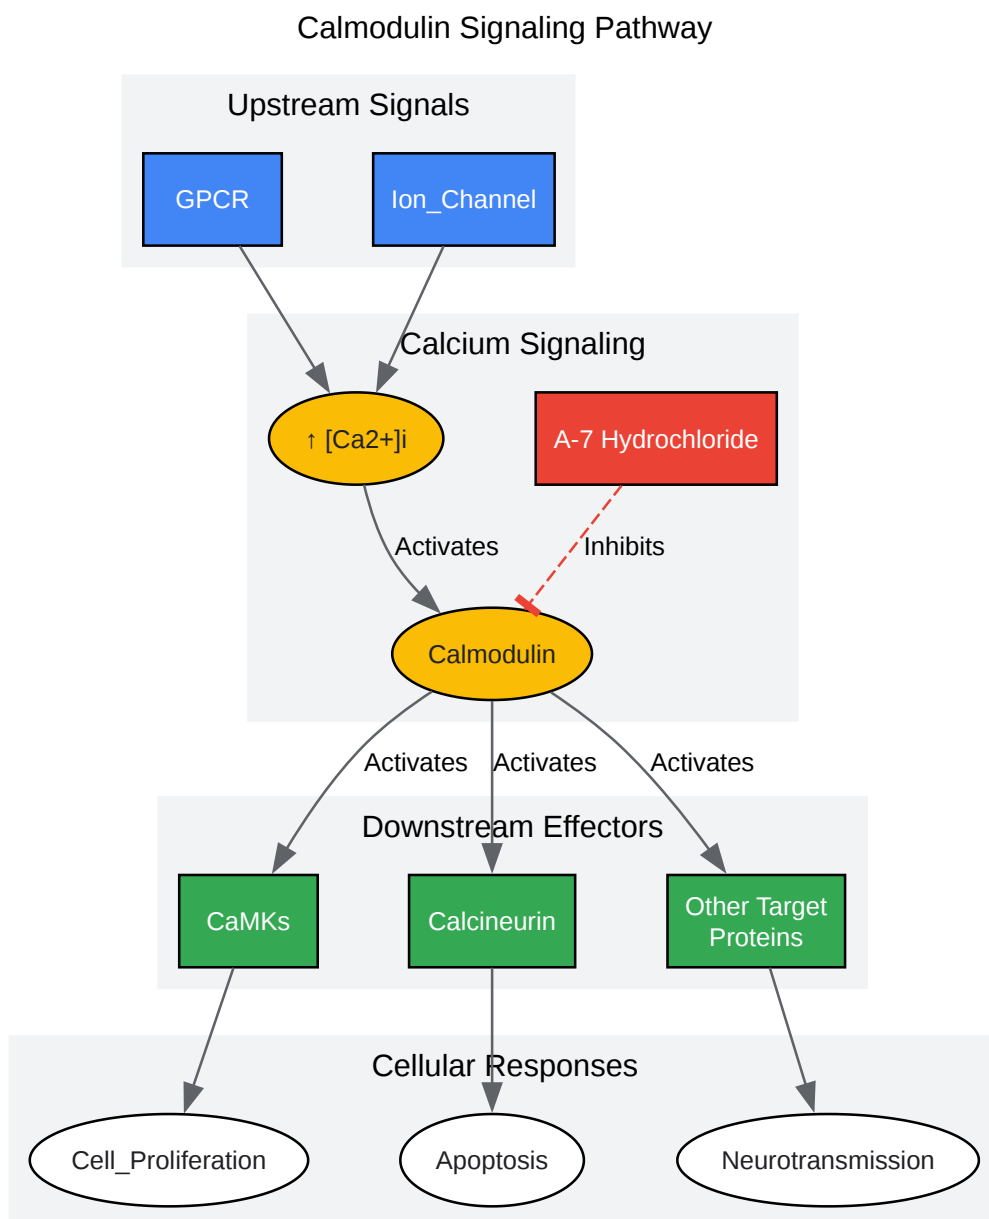 Calmodulin Signaling Pathway
Upstream Signals
GPCR
Ion_Channel
Calcium Signaling
↑ [Ca2+]i
A-7 Hydrochloride
Activates
Inhibits
Calmodulin
Activates
Activates
Activates
Downstream Effectors
CaMKs
Calcineurin
Other Target
Proteins
Cellular Responses
Cell_Proliferation
Apoptosis
Neurotransmission